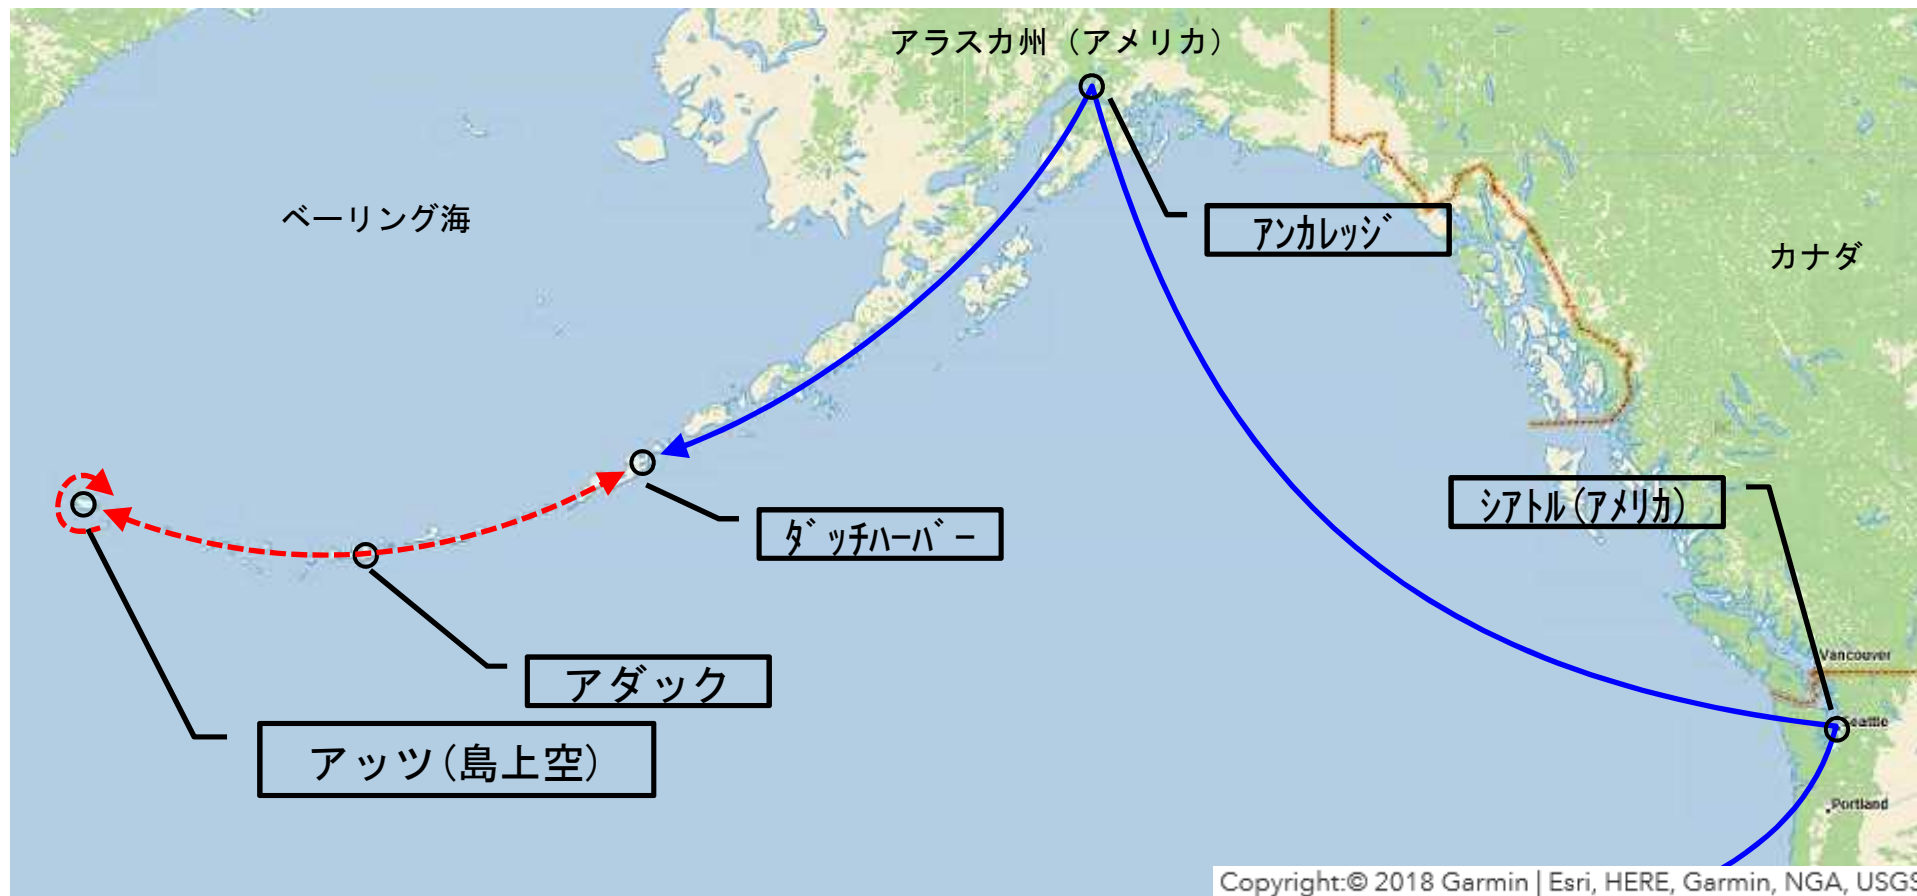 アラスカ州（アメリカ）
ベーリング海
ｱﾝｶﾚｯｼﾞ
カナダ
ｼｱﾄﾙ(ｱﾒﾘｶ)
ﾀﾞｯﾁﾊｰﾊﾞｰ
アダック
アッツ(島上空)
Vancouver
Seattle
Portland
Copyright:© 2018 Garmin | Esri, HERE, Garmin, NGA, USGS